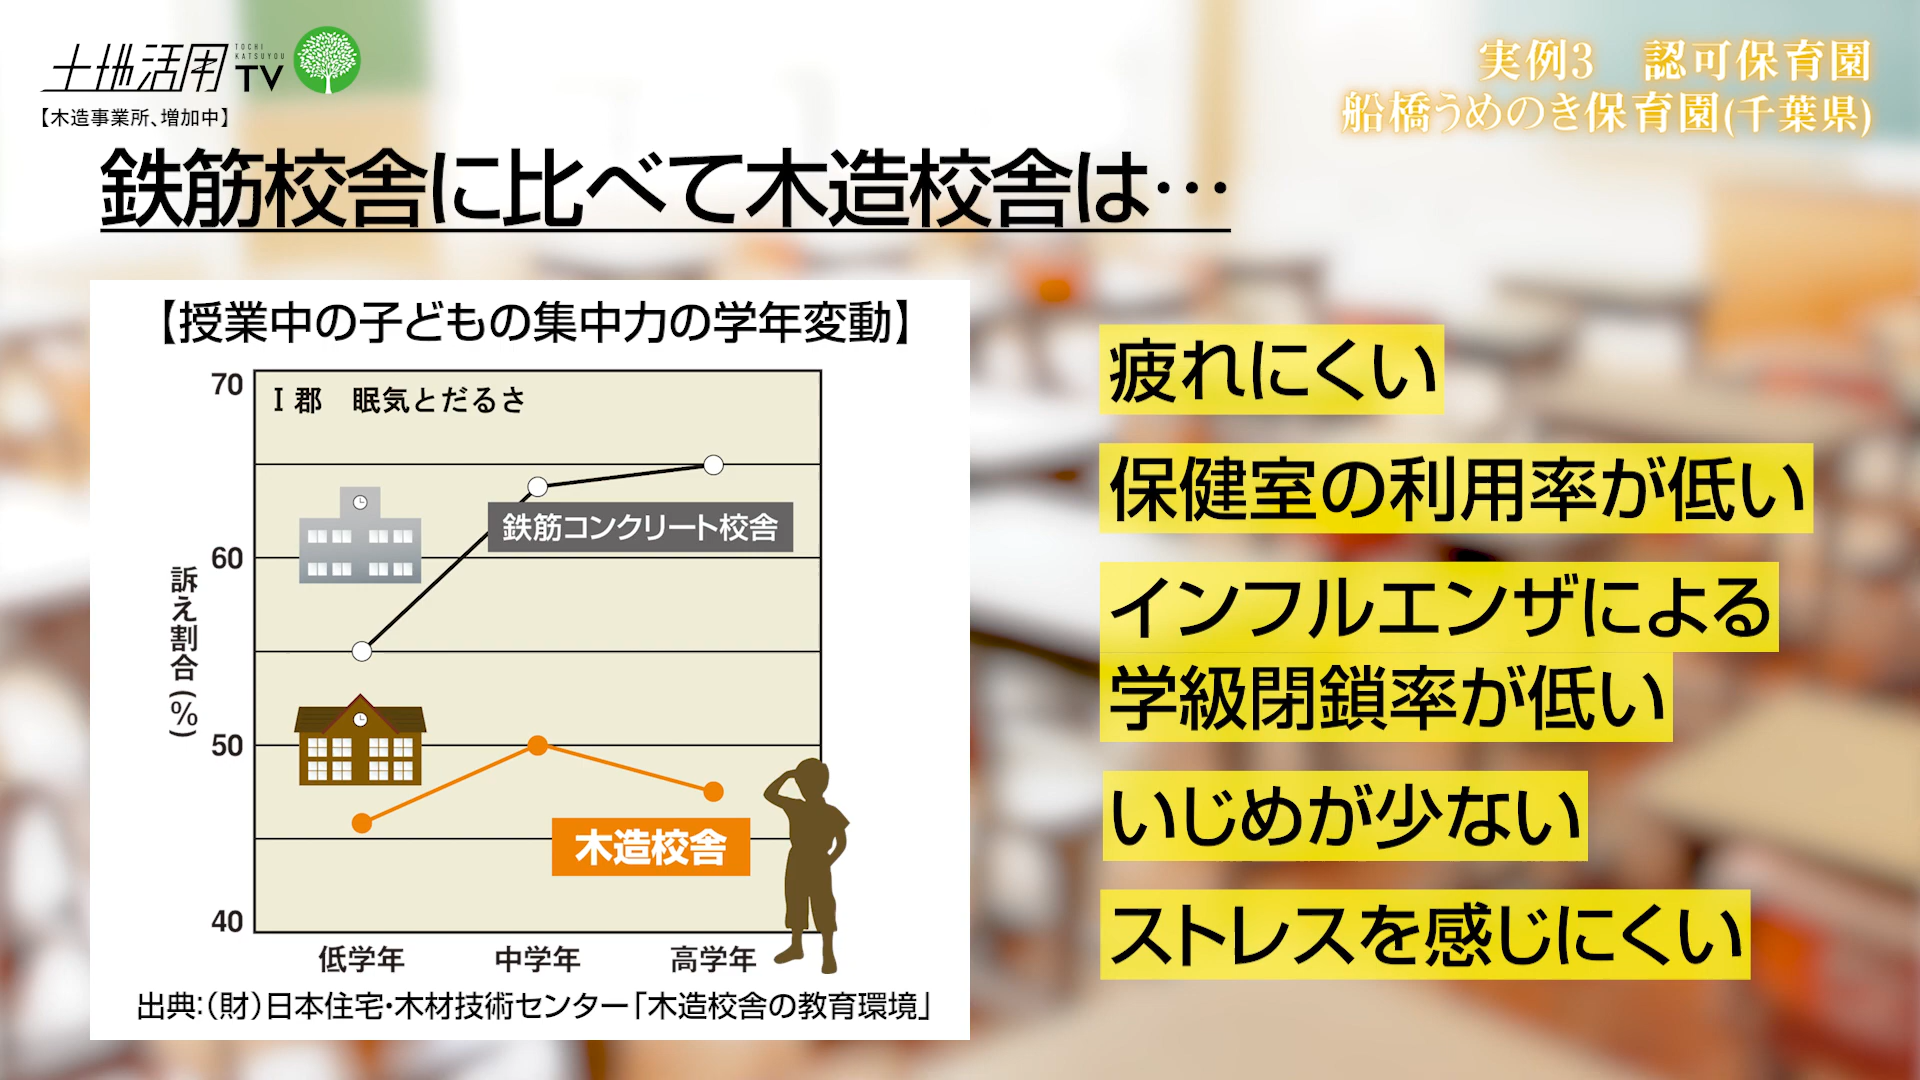 土地活用TV
TOCHI
KATSUYOU
【木造事業所、増加中】
実例3　認可保育園
船橋うめのき保育園(千葉県)
鉄筋校舎に比べて木造校舎は…
【授業中の子どもの集中力の学年変動】
I 郡　眠気とだるさ
70
60
50
40
訴え割合(%)
鉄筋コンクリート校舎
木造校舎
低学年 中学年 高学年
出典:(財)日本住宅・木材技術センター「木造校舎の教育環境」
疲れにくい
保健室の利用率が低い
インフルエンザによる
学級閉鎖率が低い
いじめが少ない
ストレスを感じにくい